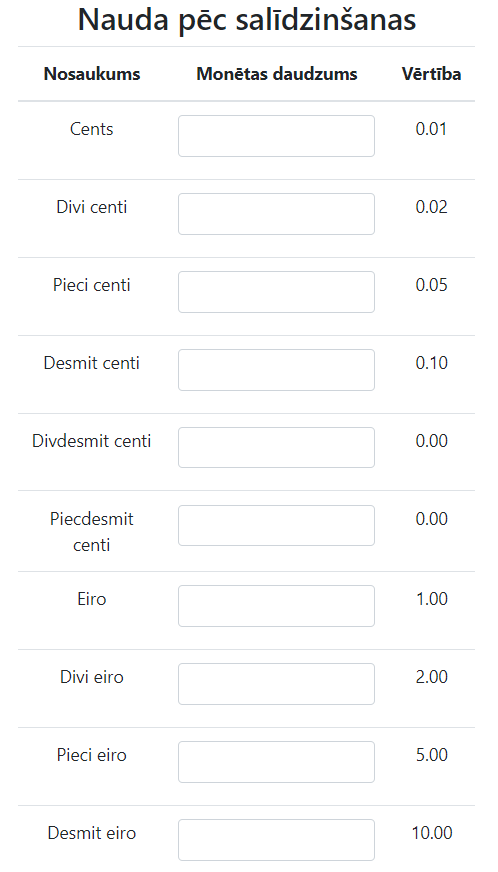 Nauda pēc salīdzinšanas
Nosaukums Monētas daudzums Vērtība
Cents 0.01
Divi centi 0.02
Pieci centi 0.05
Desmit centi 0.10
Divdesmit centi 0.00
Piecdesmit 0.00
centi
Eiro 1.00
Divi eiro 2.00
Pieci eiro 5.00
Desmit eiro 10.00